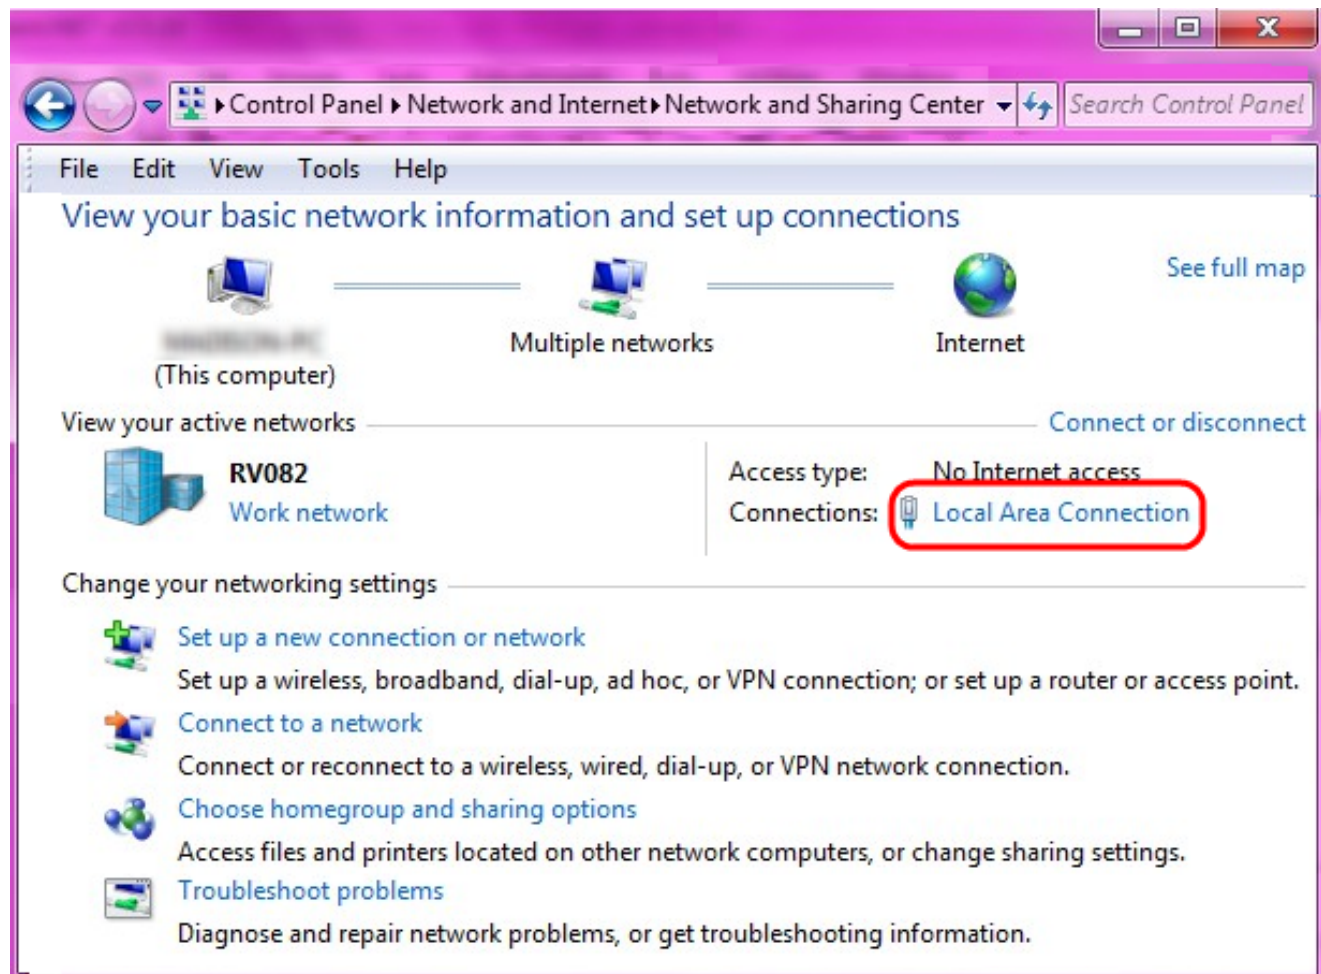 Control Panel Network and Internet Network and Sharing Center Search Control Panel
File Edit View Tools Help
View your basic network information and set up connections
See full map
Multiple networks Internet
(This computer)
View your active networks Connect or disconnect
RV082 Access type: No Internet access
Work network Connections: Local Area Connection
Change your networking settings
Set up a new connection or network
Set up a wireless, broadband, dial-up, ad hoc, or VPN connection; or set up a router or access point.
Connect to a network
Connect or reconnect to a wireless, wired, dial-up, or VPN network connection.
Choose homegroup and sharing options
Access files and printers located on other network computers, or change sharing settings.
Troubleshoot problems
Diagnose and repair network problems, or get troubleshooting information.